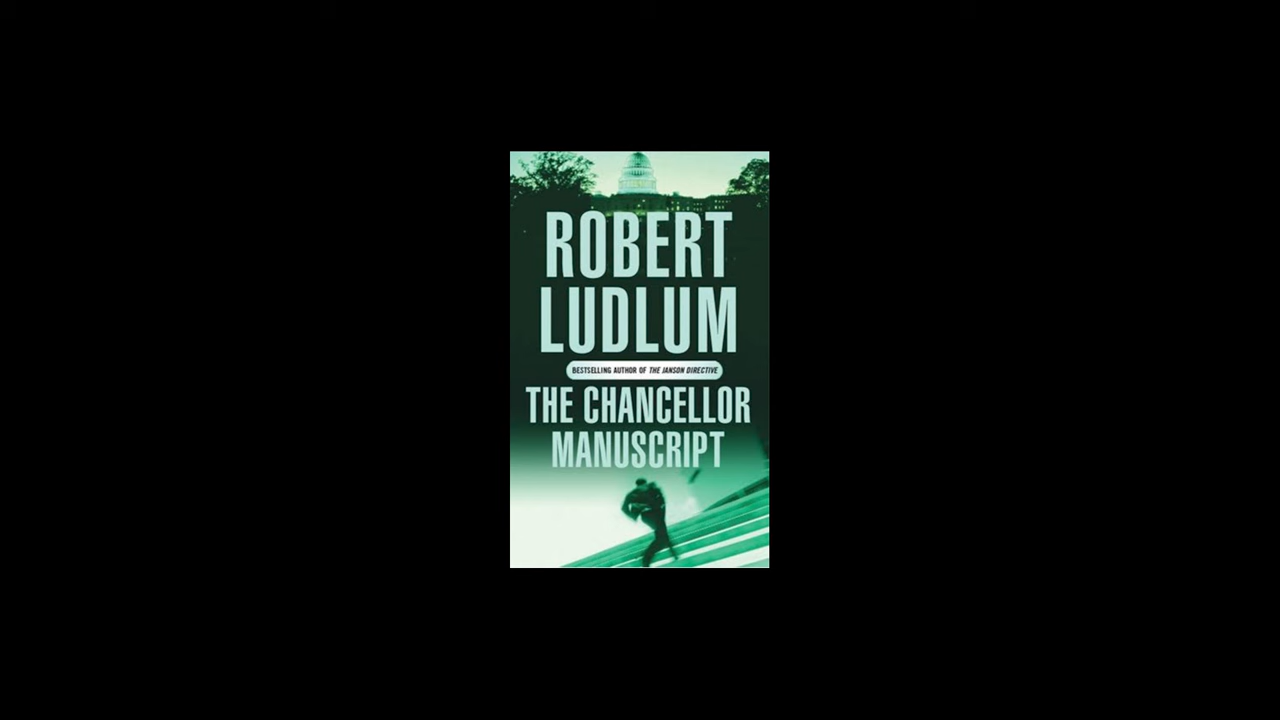 ROBERT
LUDLUM
BESTSELLING AUTHOR OF THE JANSON DIRECTIVE
THE CHANCELLOR
MANUSCRIPT